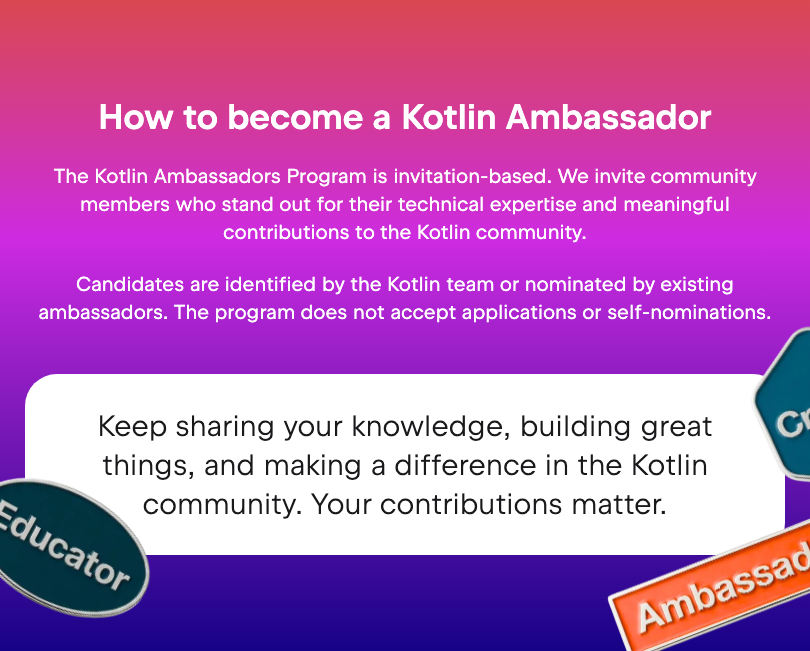 How to become a Kotlin Ambassador
The Kotlin Ambassadors Program is invitation-based. We invite community
members who stand out for their technical expertise and meaningful
contributions to the Kotlin community.
Candidates are identified by the Kotlin team or nominated by existing
ambassadors. The program does not accept applications or self-nominations.
Keep sharing your knowledge, building great
things, and making a difference in the Kotlin
community. Your contributions matter.
Educator